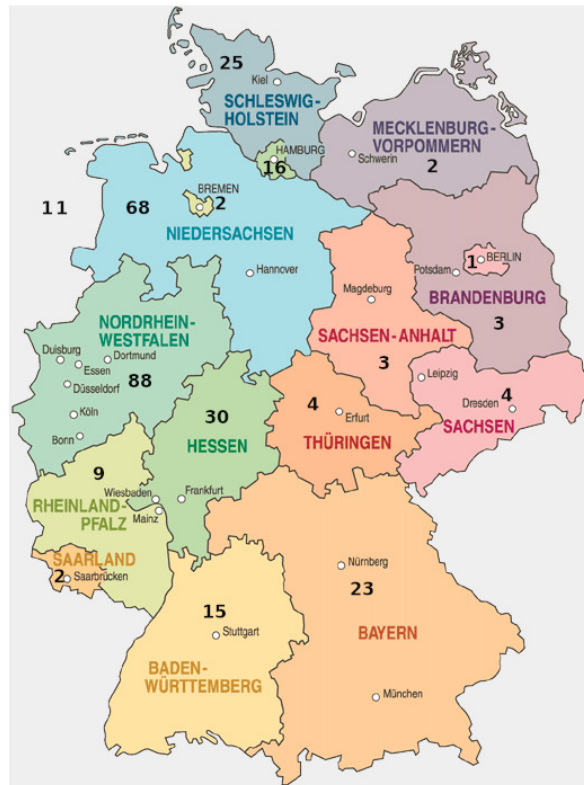 25
Kiel
SCHLESWIG-
HOLSTEIN
HAMBURG
16
MECKLENBURG-
VORPOMMERN
Schwerin
2
11
68
BREMEN
2
NIEDERSACHSEN
Hannover
1
BERLIN
Potsdam
BRANDENBURG
3
Magdeburg
SACHSEN-ANHALT
3
NORDRHEIN-
WESTFALEN
Duisburg
Dortmund
Essen
Düsseldorf
88
Köln
Bonn
30
HESSEN
4
Erfurt
THÜRINGEN
Leipzig
4
Dresden
SACHSEN
9
Wiesbaden
Frankfurt
RHEINLAND-
PFALZ
Mainz
SAARLAND
2
Saarbrücken
15
Stuttgart
BADEN-
WÜRTTEMBERG
Nürnberg
23
BAYERN
München